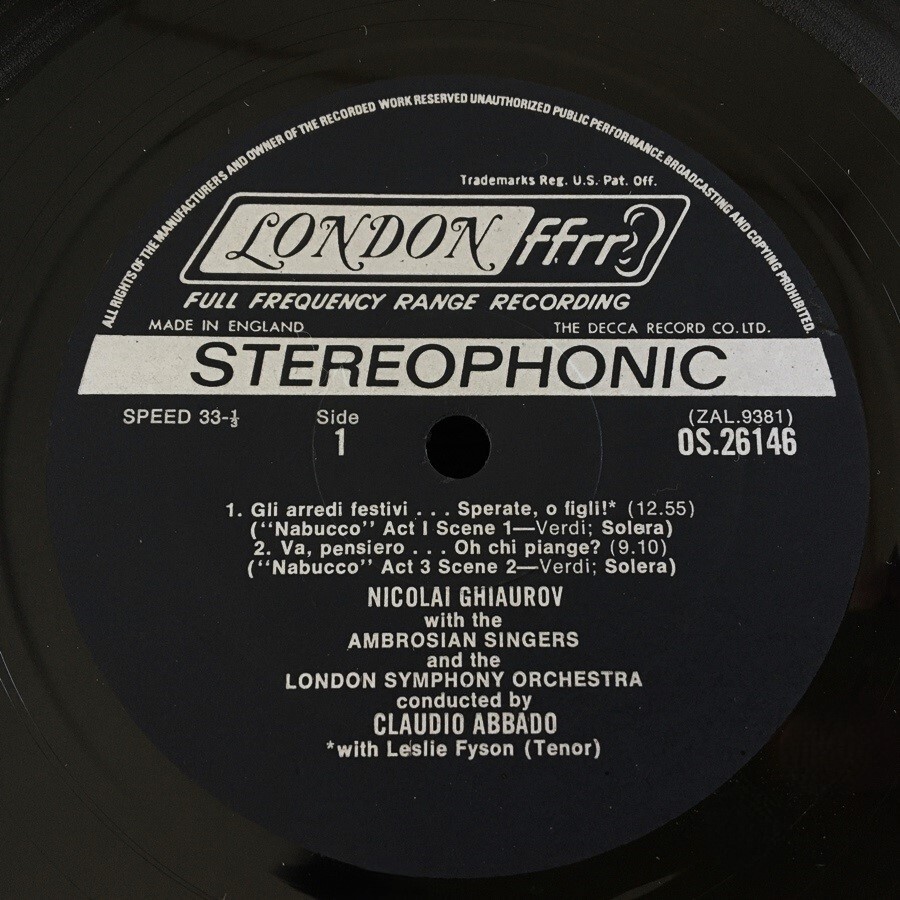 ALL RIGHTS OF THE MANUFACTURERS AND OWNER OF THE RECORDED WORK RESERVED UNAUTHORIZED PUBLIC PERFORMANCE, BROADCASTING AND COPYING PROHIBITED.
Trademarks Reg. U.S. Pat. Off.
LONDON ffrr
FULL FREQUENCY RANGE RECORDING
MADE IN ENGLAND THE DECCA RECORD CO. LTD.
STEREOPHONIC
SPEED 33-⅓ Side (ZAL.9381)
1 OS.26146
1. Gli arredi festivi . . . Sperate, o figli!* (12.55)
("Nabucco" Act I Scene 1—Verdi; Solera)
2. Va, pensiero . . . Oh chi piange? (9.10)
("Nabucco" Act 3 Scene 2—Verdi; Solera)
NICOLAI GHIAUROV
with the
AMBROSIAN SINGERS
and the
LONDON SYMPHONY ORCHESTRA
conducted by
CLAUDIO ABBADO
*with Leslie Fyson (Tenor)